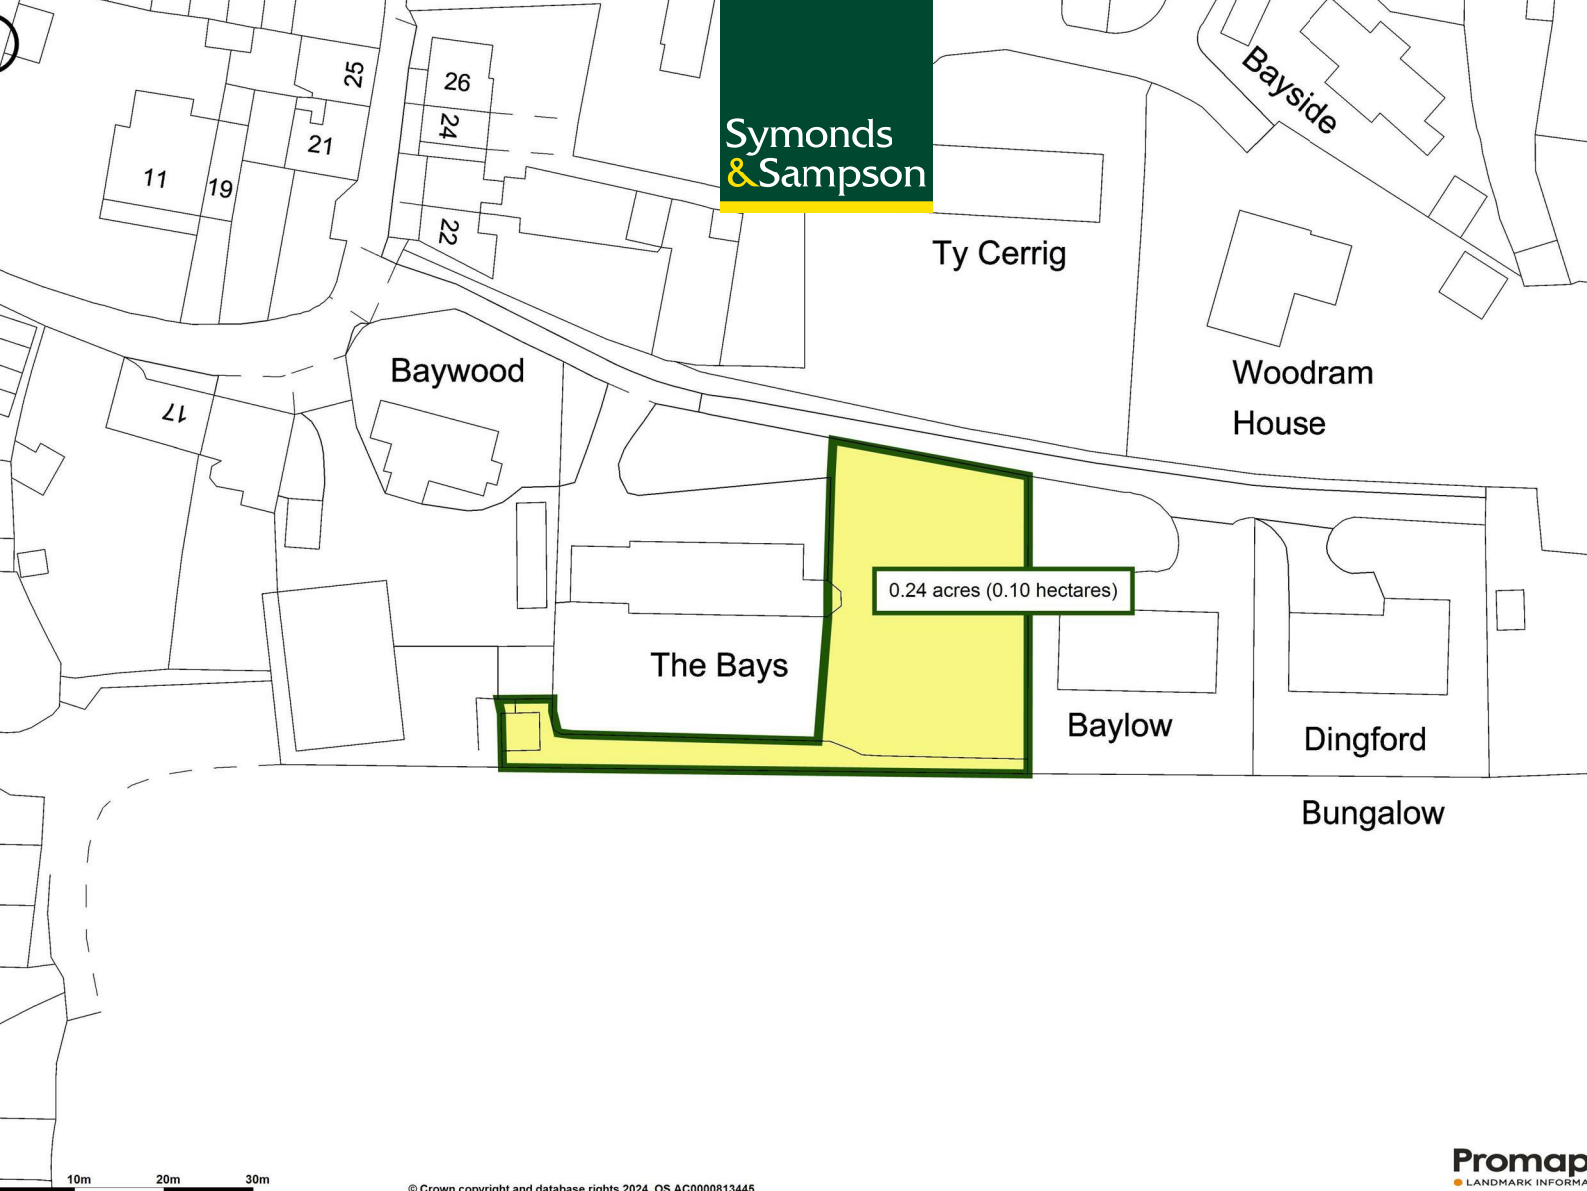 Symonds
&Sampson
Bayside
25
26
24
21
11
19
22
Ty Cerrig
Baywood
Woodram
House
17
0.24 acres (0.10 hectares)
The Bays
Baylow
Dingford
Bungalow
10m
20m
30m
© Crown copyright and database rights 2024. OS AC0000813445
Promap
LANDMARK INFORMA